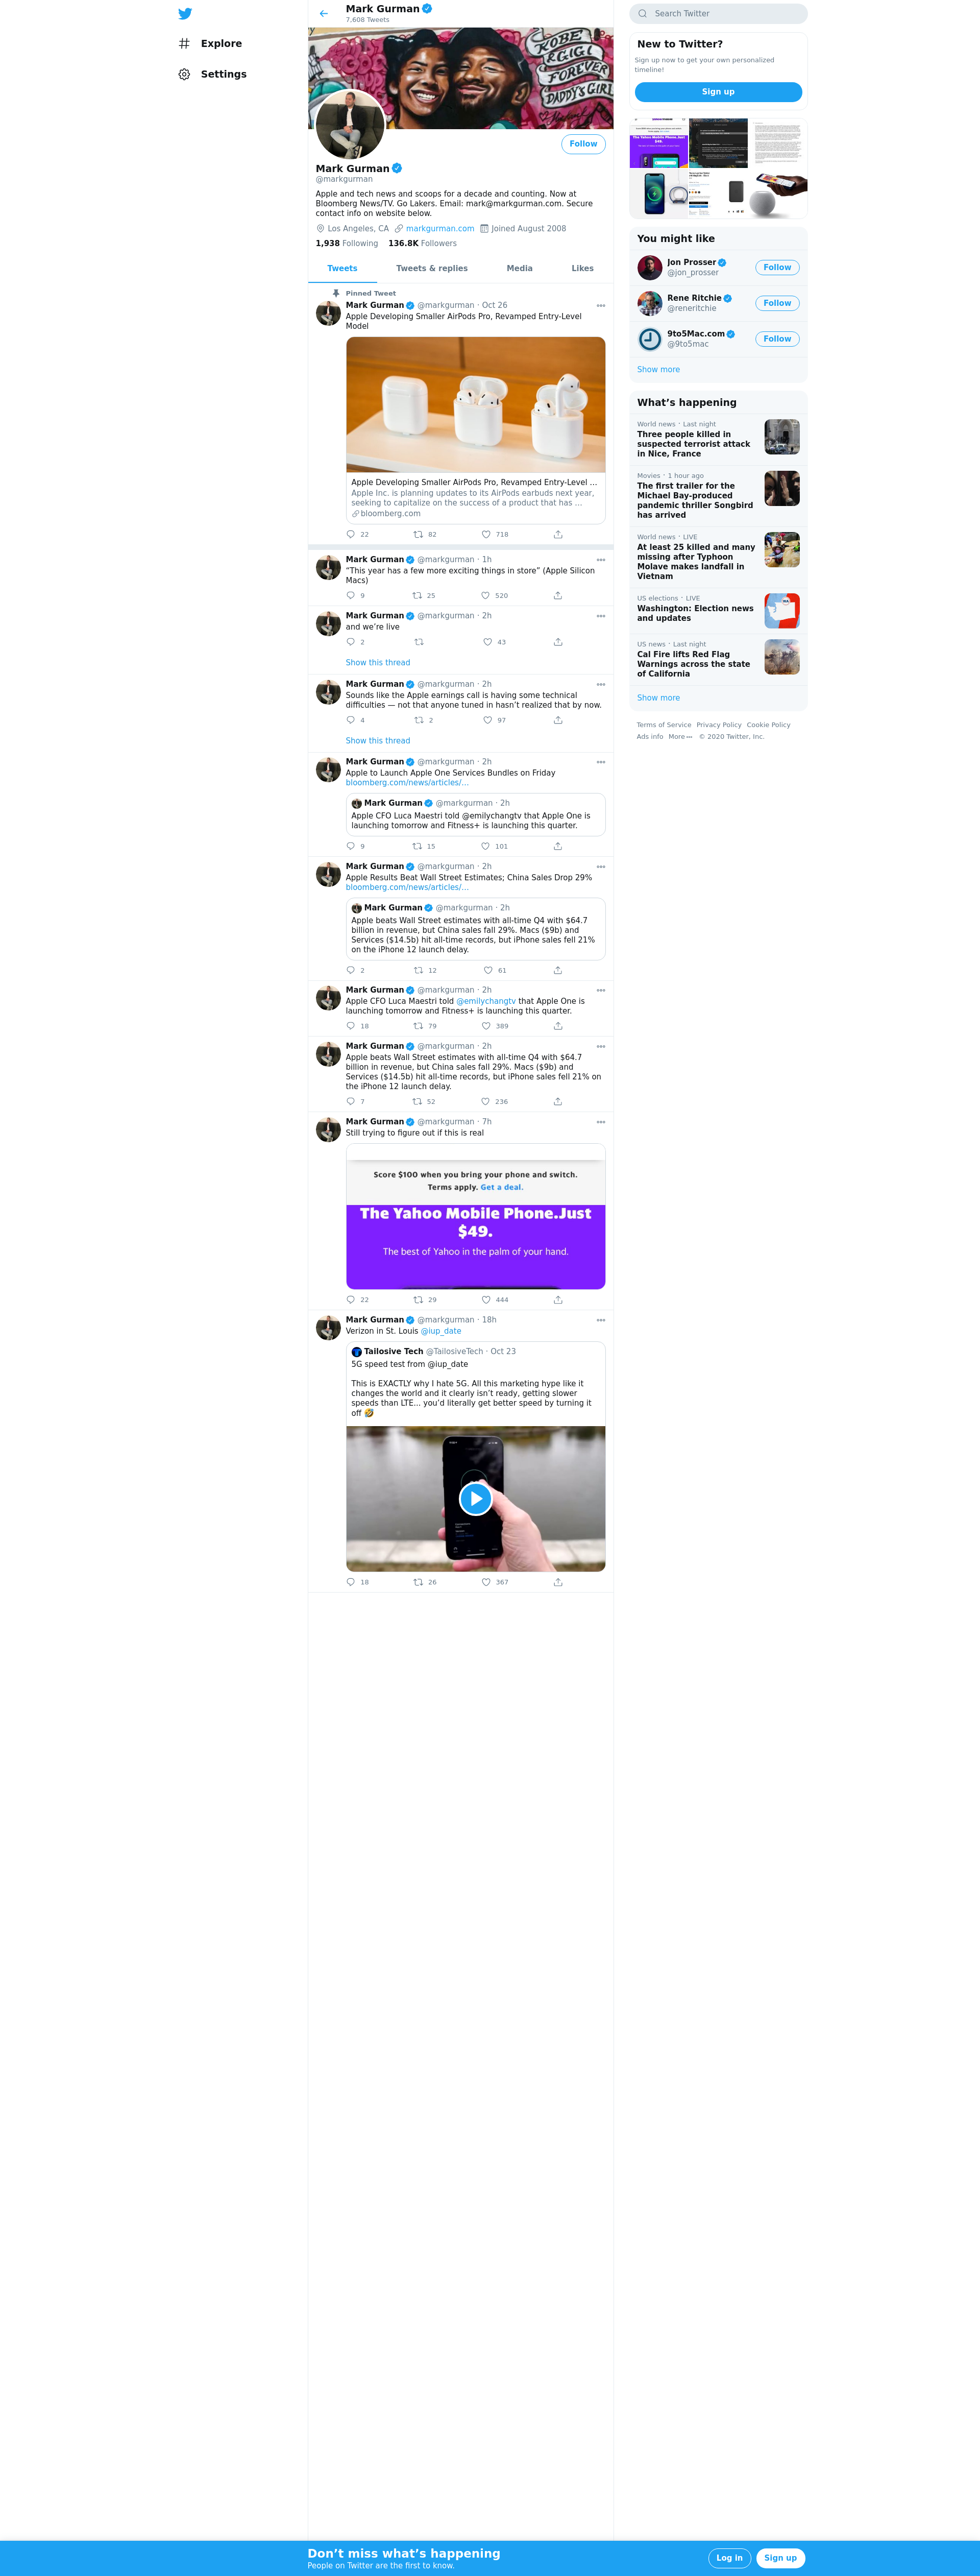 Explore
Settings
Mark Gurman
7,608 Tweets
KOBE
GIGI
FOREVER
DADDY'S GIRL
Follow
Mark Gurman
@markgurman
Apple and tech news and scoops for a decade and counting. Now at
Bloomberg News/TV. Go Lakers. Email: mark@markgurman.com. Secure
contact info on website below.
Los Angeles, CA markgurman.com Joined August 2008
1,938 Following 136.8K Followers
Tweets Tweets & replies Media Likes
Pinned Tweet
Mark Gurman @markgurman · Oct 26
Apple Developing Smaller AirPods Pro, Revamped Entry-Level
Model
Apple Developing Smaller AirPods Pro, Revamped Entry-Level ...
Apple Inc. is planning updates to its AirPods earbuds next year,
seeking to capitalize on the success of a product that has ...
bloomberg.com
22 82 718
Mark Gurman @markgurman · 1h
“This year has a few more exciting things in store” (Apple Silicon
Macs)
9 25 520
Mark Gurman @markgurman · 2h
and we’re live
2 43
Show this thread
Mark Gurman @markgurman · 2h
Sounds like the Apple earnings call is having some technical
difficulties — not that anyone tuned in hasn’t realized that by now.
4 2 97
Show this thread
Mark Gurman @markgurman · 2h
Apple to Launch Apple One Services Bundles on Friday
bloomberg.com/news/articles/...
Mark Gurman @markgurman · 2h
Apple CFO Luca Maestri told @emilychangtv that Apple One is
launching tomorrow and Fitness+ is launching this quarter.
9 15 101
Mark Gurman @markgurman · 2h
Apple Results Beat Wall Street Estimates; China Sales Drop 29%
bloomberg.com/news/articles/...
Mark Gurman @markgurman · 2h
Apple beats Wall Street estimates with all-time Q4 with $64.7
billion in revenue, but China sales fall 29%. Macs ($9b) and
Services ($14.5b) hit all-time records, but iPhone sales fell 21%
on the iPhone 12 launch delay.
2 12 61
Mark Gurman @markgurman · 2h
Apple CFO Luca Maestri told @emilychangtv that Apple One is
launching tomorrow and Fitness+ is launching this quarter.
18 79 389
Mark Gurman @markgurman · 2h
Apple beats Wall Street estimates with all-time Q4 with $64.7
billion in revenue, but China sales fall 29%. Macs ($9b) and
Services ($14.5b) hit all-time records, but iPhone sales fell 21% on
the iPhone 12 launch delay.
7 52 236
Mark Gurman @markgurman · 7h
Still trying to figure out if this is real
Score $100 when you bring your phone and switch.
Terms apply. Get a deal.
The Yahoo Mobile Phone.Just
$49.
The best of Yahoo in the palm of your hand.
22 29 444
Mark Gurman @markgurman · 18h
Verizon in St. Louis @iup_date
Tailosive Tech @TailosiveTech · Oct 23
5G speed test from @iup_date
This is EXACTLY why I hate 5G. All this marketing hype like it
changes the world and it clearly isn’t ready, getting slower
speeds than LTE... you’d literally get better speed by turning it
off 🤣
18 26 367
Search Twitter
New to Twitter?
Sign up now to get your own personalized
timeline!
Sign up
The Yahoo Mobile Phone.Just
$49.
You might like
Jon Prosser
@jon_prosser
Follow
Rene Ritchie
@reneritchie
Follow
9to5Mac.com
@9to5mac
Follow
Show more
What’s happening
World news · Last night
Three people killed in
suspected terrorist attack
in Nice, France
Movies · 1 hour ago
The first trailer for the
Michael Bay-produced
pandemic thriller Songbird
has arrived
World news · LIVE
At least 25 killed and many
missing after Typhoon
Molave makes landfall in
Vietnam
US elections · LIVE
Washington: Election news
and updates
WA
US news · Last night
Cal Fire lifts Red Flag
Warnings across the state
of California
Show more
Terms of Service Privacy Policy Cookie Policy
Ads info More © 2020 Twitter, Inc.
Don’t miss what’s happening
People on Twitter are the first to know.
Log in Sign up